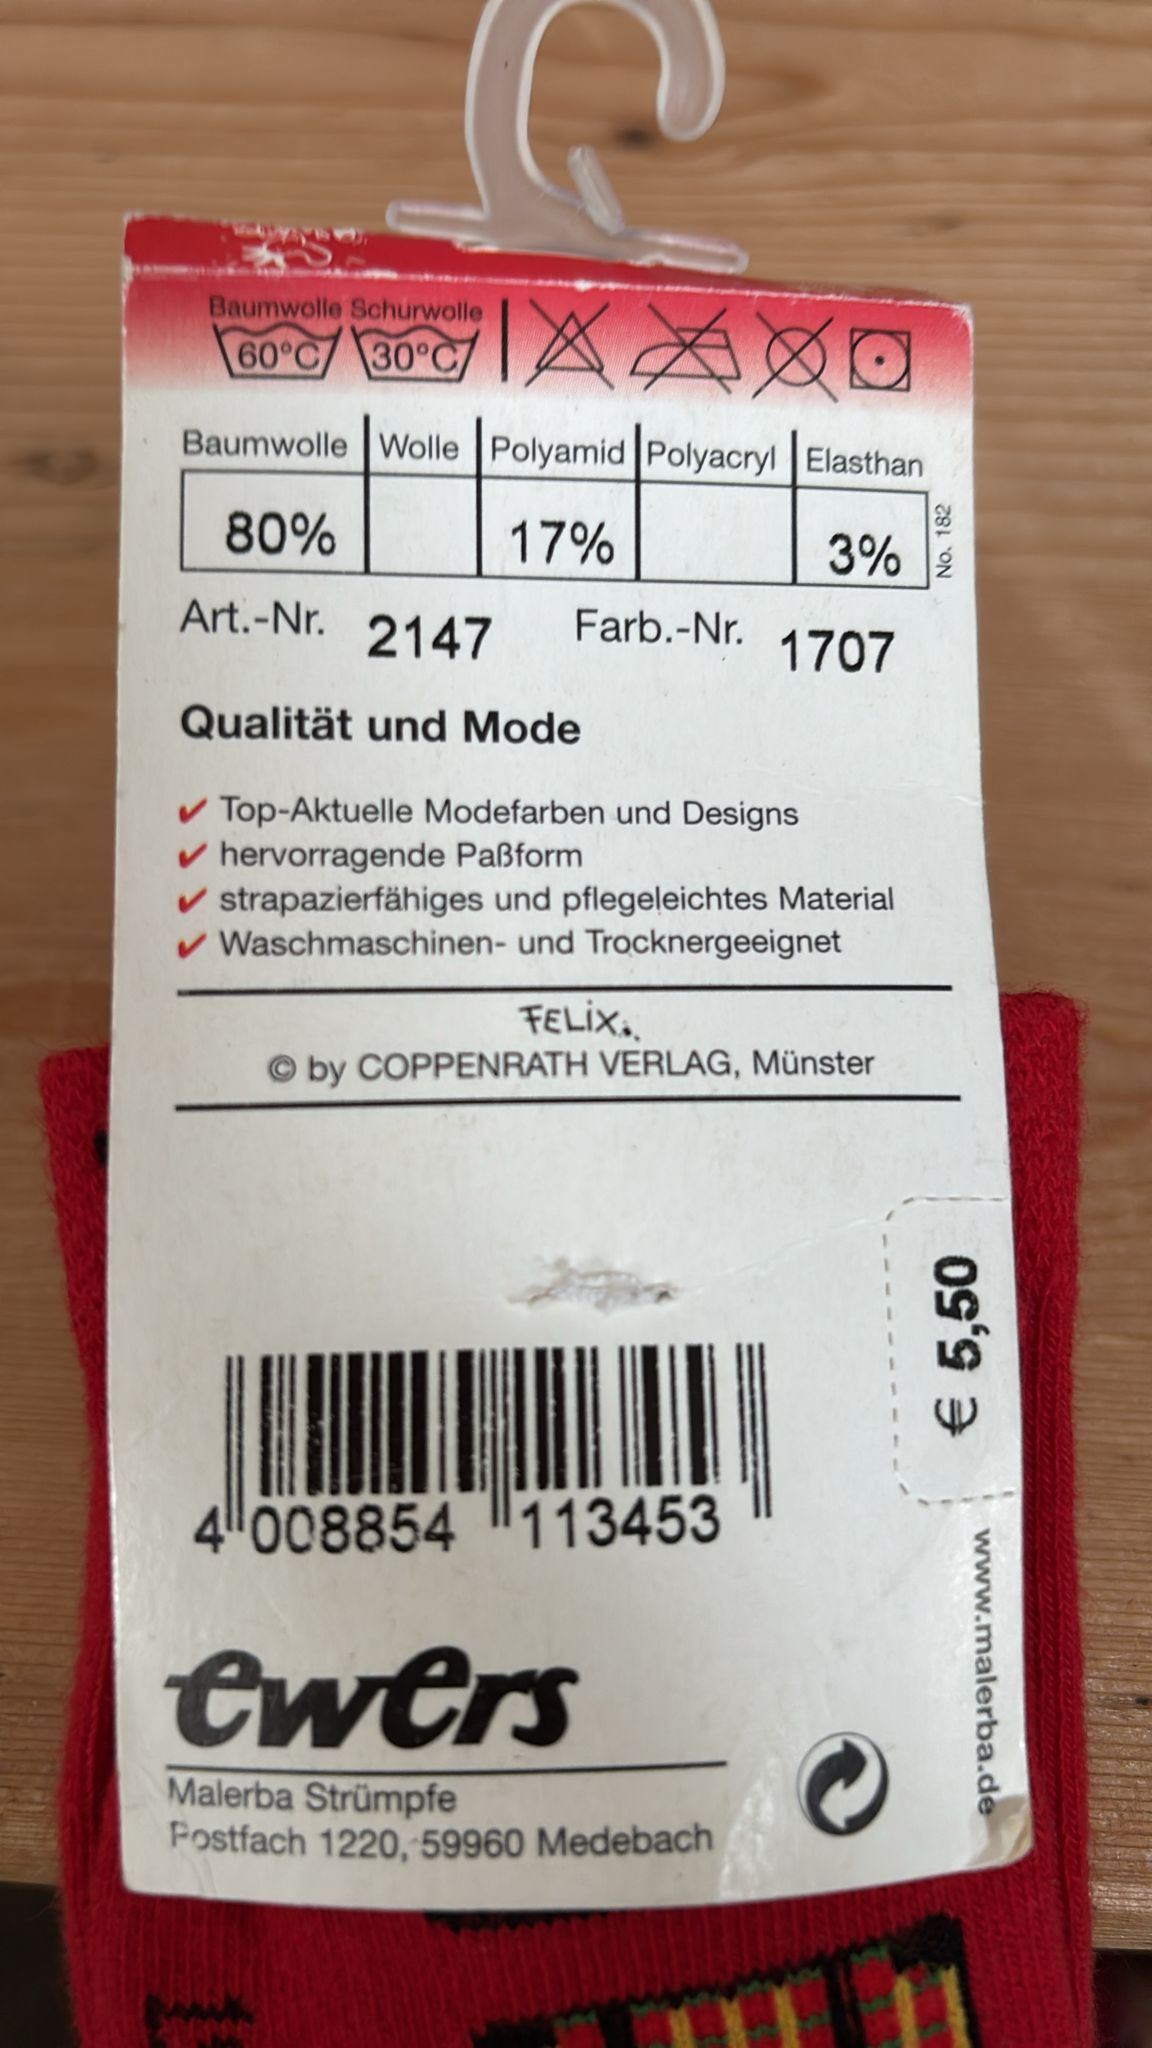 Baumwolle Schurwolle
60°C 30°C
Baumwolle Wolle Polyamid Polyacryl Elasthan
80% 17% 3%
No. 182
Art.-Nr. 2147 Farb.-Nr. 1707
Qualität und Mode
✔ Top-Aktuelle Modefarben und Designs
✔ hervorragende Paßform
✔ strapazierfähiges und pflegeleichtes Material
✔ Waschmaschinen- und Trocknergeeignet
FELIX
© by COPPENRATH VERLAG, Münster
€ 5,50
4 008854 113453
www.malerba.de
ewers
Malerba Strümpfe
Postfach 1220, 59960 Medebach